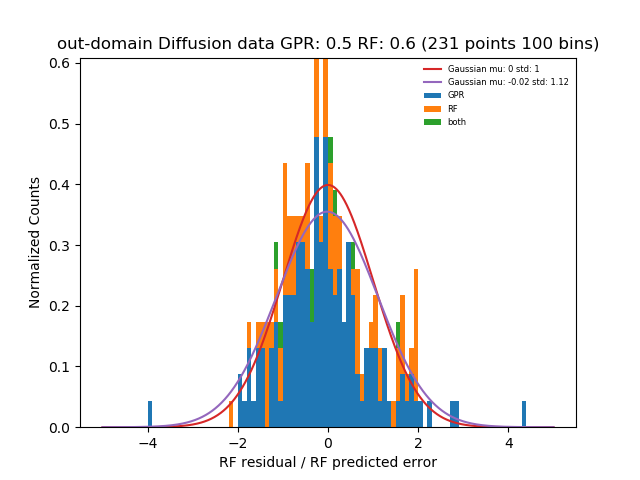 out-domain Diffusion data GPR: 0.5 RF: 0.6 (231 points 100 bins)
Gaussian mu: 0 std: 1
Gaussian mu: -0.02 std: 1.12
GPR
RF
both
Normalized Counts
0.6
0.5
0.4
0.3
0.2
0.1
0.0
−4 −2 0 2 4
RF residual / RF predicted error